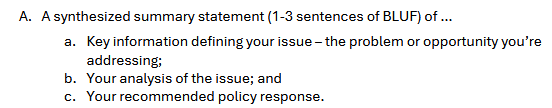 A. A synthesized summary statement (1-3 sentences of BLUF) of ...
a. Key information defining your issue – the problem or opportunity you're
addressing;
b. Your analysis of the issue; and
c. Your recommended policy response.